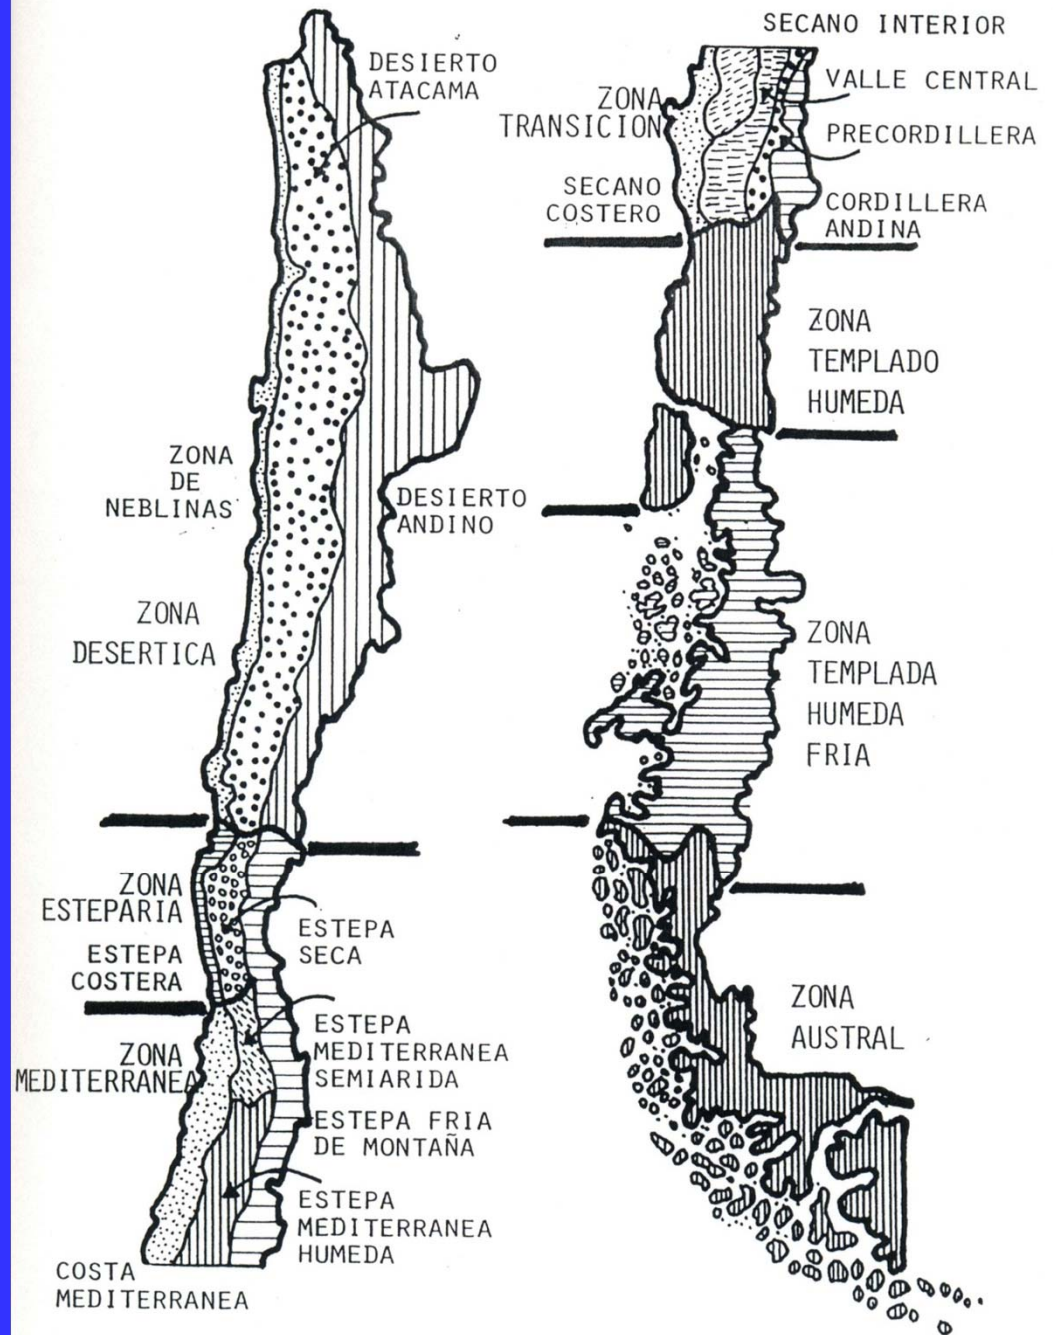 DESIERTO
ATACAMA
ZONA
DE
NEBLINAS
DESIERTO
ANDINO
ZONA
DESERTICA
ZONA
ESTEPARIA
ESTEPA
SECA
ESTEPA
COSTERA
ESTEPA
MEDITERRANEA
SEMIARIDA
ZONA
MEDITERRANEA
ESTEPA FRIA
DE MONTAÑA
ESTEPA
MEDITERRANEA
HUMEDA
COSTA
MEDITERRANEA
SECANO INTERIOR
VALLE CENTRAL
ZONA
TRANSICION
PRECORDILLERA
SECANO
COSTERO
CORDILLERA
ANDINA
ZONA
TEMPLADO
HUMEDA
ZONA
TEMPLADA
HUMEDA
FRIA
ZONA
AUSTRAL